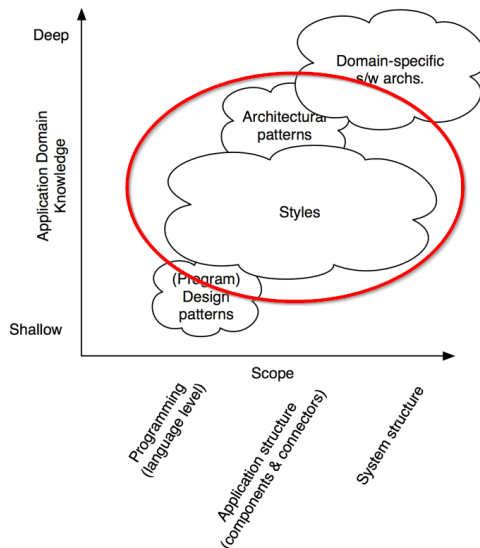 Deep
Domain-specific
s/w archs.
Architectural
patterns
Application Domain
Knowledge
Styles
(Program)
Design
patterns
Shallow
Scope
Programming
(language level)
Application structure
(components & connectors)
System structure